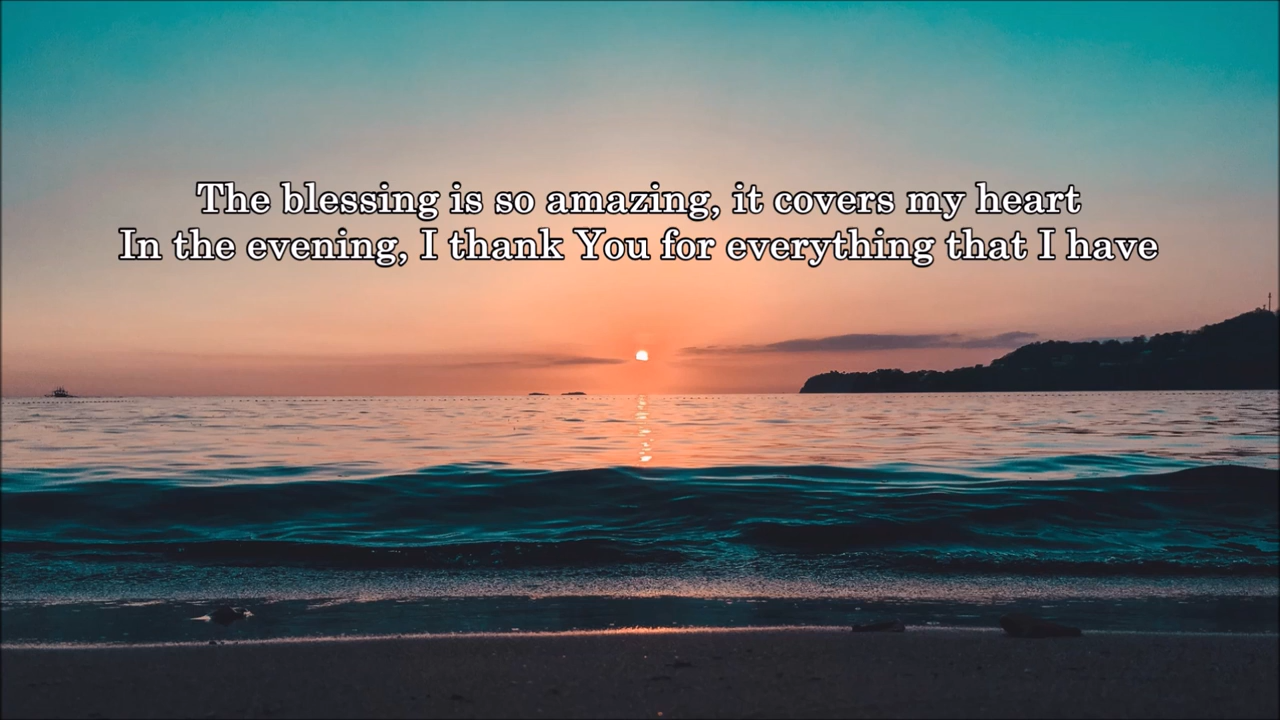 The blessing is so amazing, it covers my heart
In the evening, I thank You for everything that I have